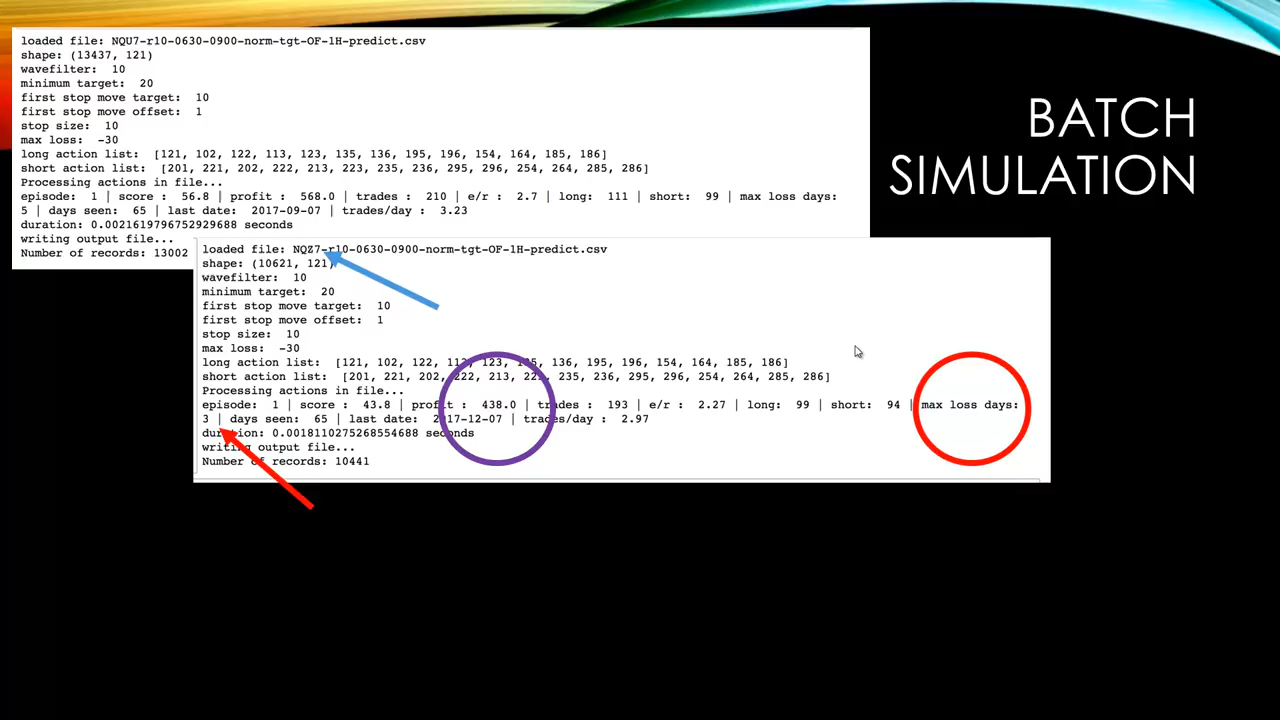 loaded file: NQU7-r10-0630-0900-norm-tgt-OF-1H-predict.csv
shape: (13437, 121)
wavefilter:  10
minimum target:  20
first stop move target:  10
first stop move offset:  1
stop size:  10
max loss:  -30
long action list:  [121, 102, 122, 113, 123, 135, 136, 195, 196, 154, 164, 185, 186]
short action list:  [201, 221, 202, 222, 213, 223, 235, 236, 295, 296, 254, 264, 285, 286]
Processing actions in file...
episode:  1 | score :  56.8 | profit :  568.0 | trades :  210 | e/r :  2.7 | long:  111 | short:  99 | max loss days:
5 | days seen:  65 | last date:  2017-09-07 | trades/day :  3.23
duration: 0.0021619796752929688 seconds
writing output file...
Number of records: 13002
BATCH
SIMULATION
loaded file: NQZ7-r10-0630-0900-norm-tgt-OF-1H-predict.csv
shape: (10621, 121)
wavefilter:  10
minimum target:  20
first stop move target:  10
first stop move offset:  1
stop size:  10
max loss:  -30
long action list:  [121, 102, 122, 113, 123, 135, 136, 195, 196, 154, 164, 185, 186]
short action list:  [201, 221, 202, 222, 213, 223, 235, 236, 295, 296, 254, 264, 285, 286]
Processing actions in file...
episode:  1 | score :  43.8 | profit :  438.0 | trades :  193 | e/r :  2.27 | long:  99 | short:  94 | max loss days:
3 | days seen:  65 | last date:  2017-12-07 | trades/day :  2.97
duration: 0.0018110275268554688 seconds
writing output file...
Number of records: 10441